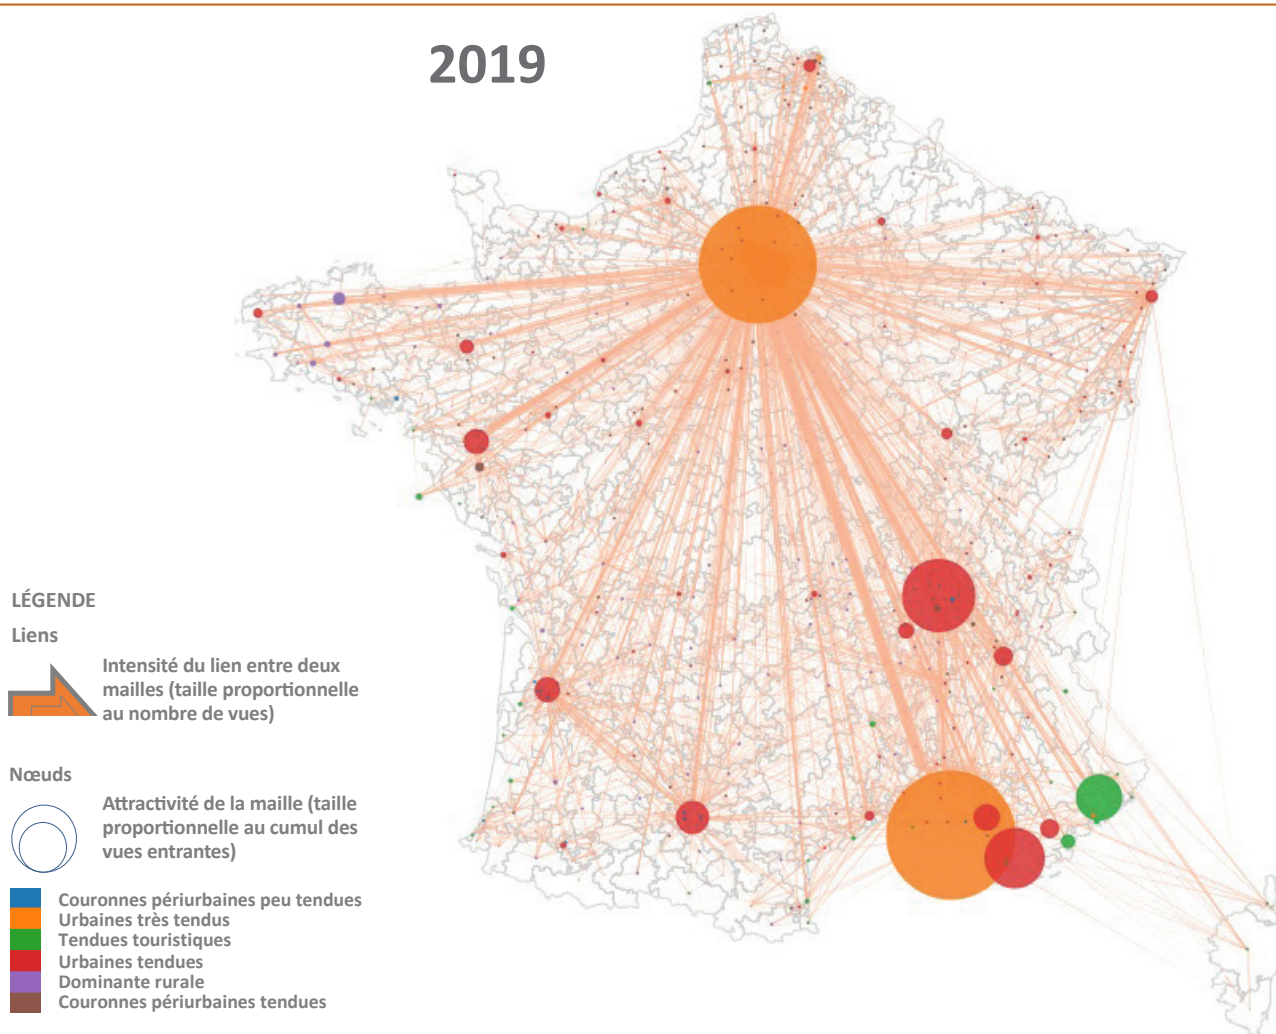 2019
LÉGENDE
Liens
Intensité du lien entre deux
mailles (taille proportionnelle
au nombre de vues)
Nœuds
Attractivité de la maille (taille
proportionnelle au cumul des
vues entrantes)
Couronnes périurbaines peu tendues
Urbaines très tendus
Tendues touristiques
Urbaines tendues
Dominante rurale
Couronnes périurbaines tendues